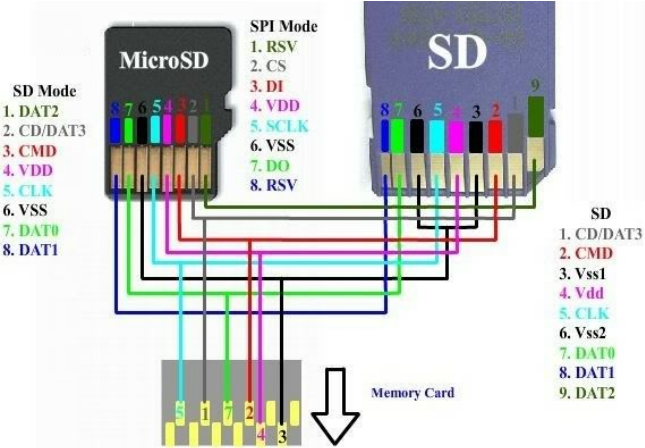 SPI Mode
1. RSV
2. CS
3. DI
4. VDD
5. SCLK
6. VSS
7. DO
8. RSV
MicroSD
8 7 6 5 4 3 2 1
SD Mode
1. DAT2
2. CD/DAT3
3. CMD
4. VDD
5. CLK
6. VSS
7. DAT0
8. DAT1
SD
8 7 6 5 4 3 2 1 9
SD
1. CD/DAT3
2. CMD
3. Vss1
4. Vdd
5. CLK
6. Vss2
7. DAT0
8. DAT1
9. DAT2
Memory Card
5 1 7 2
4 3